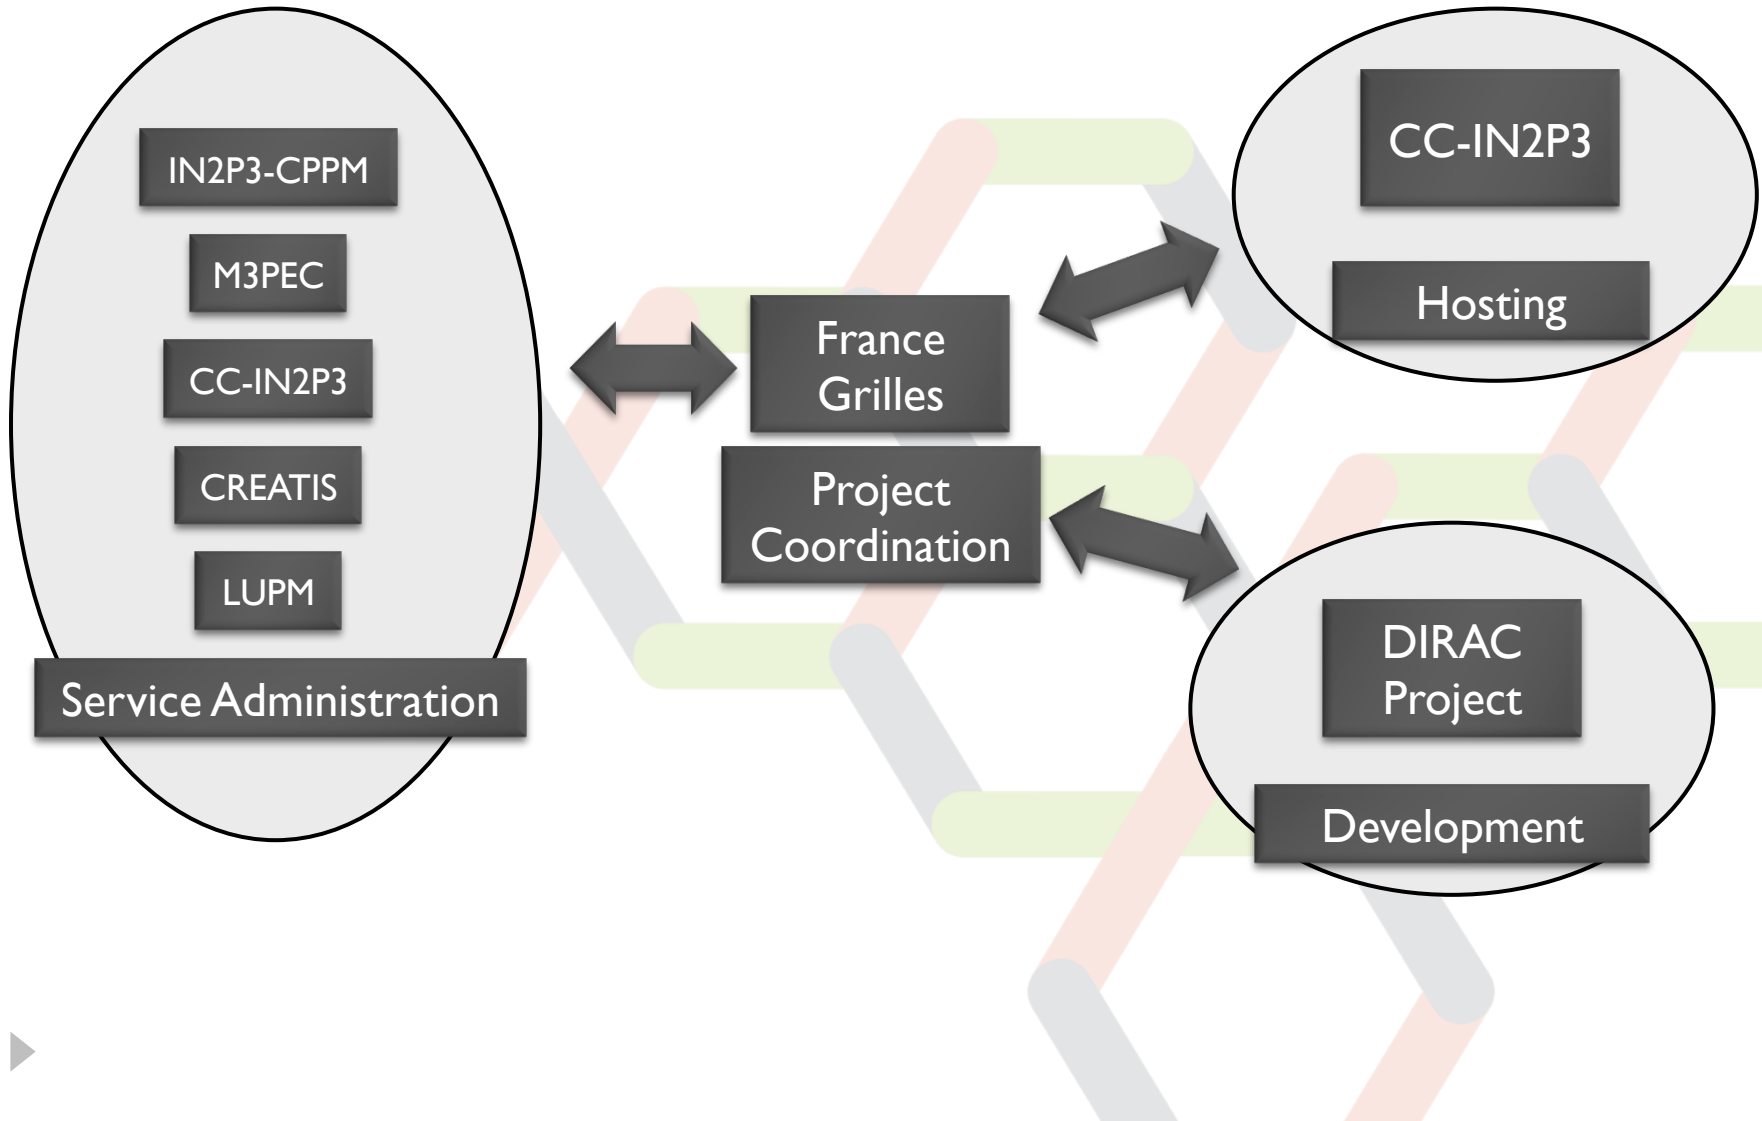 IN2P3-CPPM
M3PEC
CC-IN2P3
CREATIS
LUPM
Service Administration
France
Grilles
Project
Coordination
CC-IN2P3
Hosting
DIRAC
Project
Development